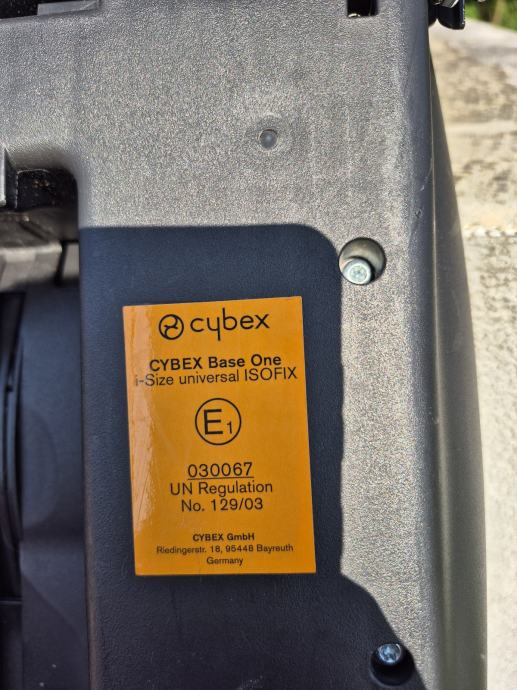 cybex
CYBEX Base One
i-Size universal ISOFIX
E1
030067
UN Regulation
No. 129/03
CYBEX GmbH
Riedingerstr. 18, 95448 Bayreuth
Germany